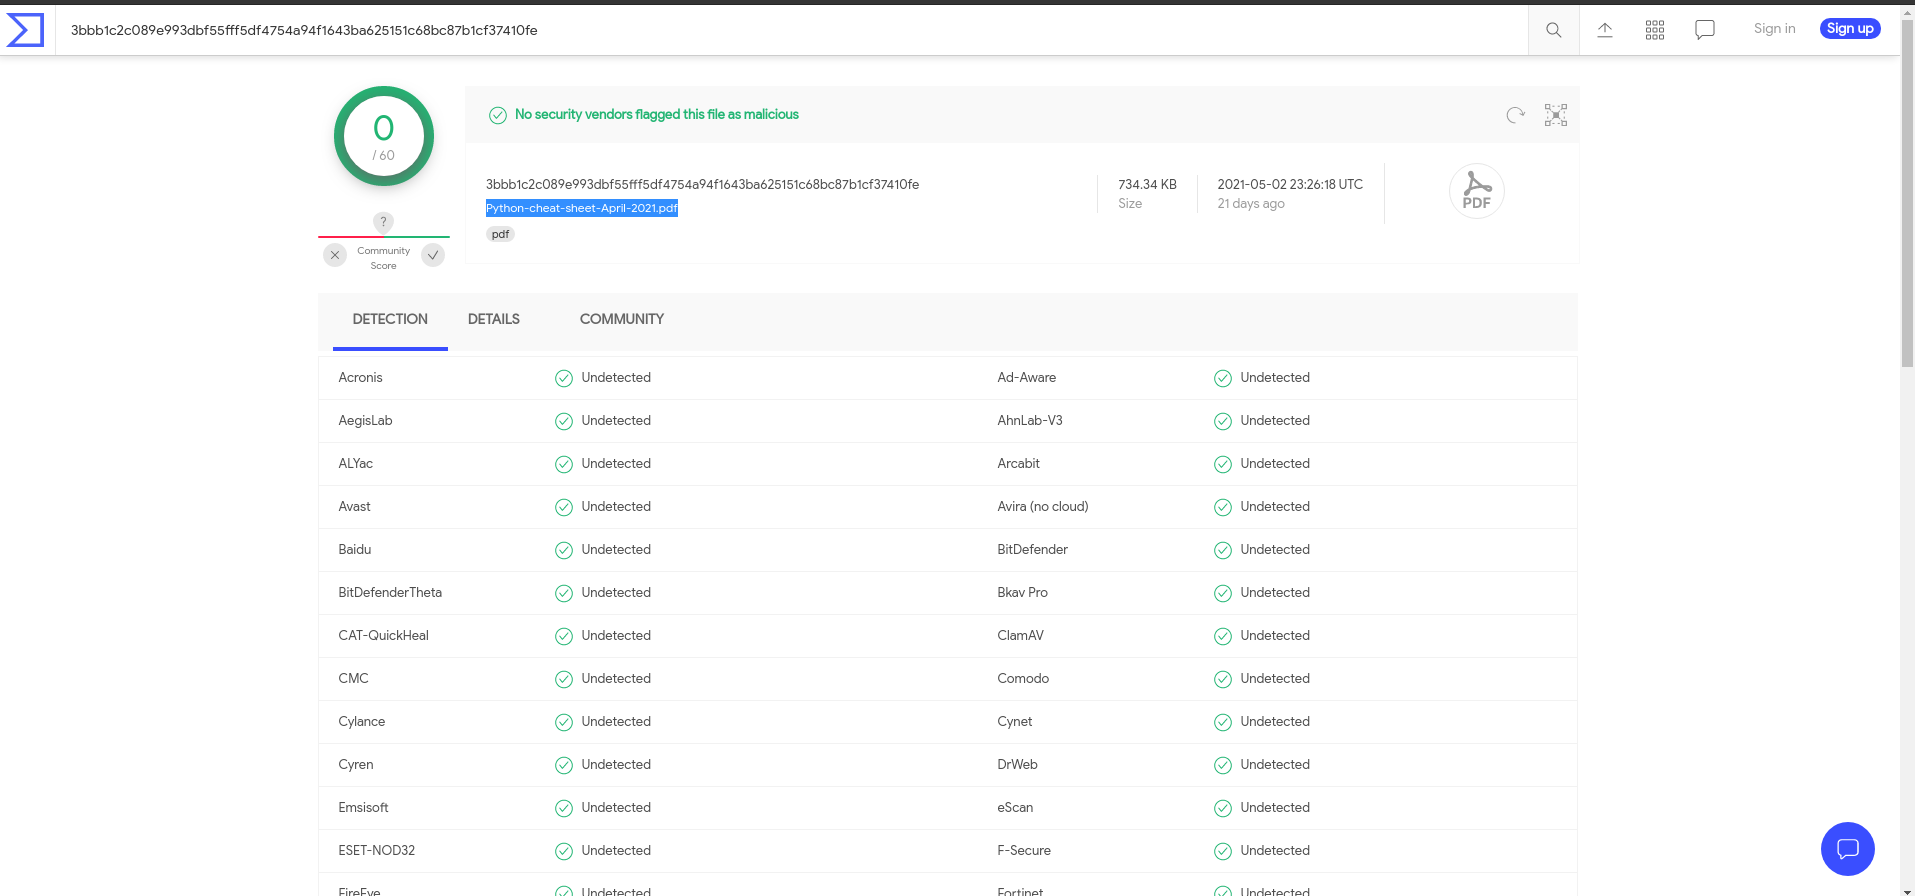 3bbb1c2c089e993dbf55fff5df4754a94f1643ba625151c68bc87b1cf37410fe
Sign in
Sign up
0
/ 60
?
Community
Score
No security vendors flagged this file as malicious
3bbb1c2c089e993dbf55fff5df4754a94f1643ba625151c68bc87b1cf37410fe
Python-cheat-sheet-April-2021.pdf
pdf
734.34 KB
Size
2021-05-02 23:26:18 UTC
21 days ago
PDF
DETECTION DETAILS COMMUNITY
Acronis Undetected Ad-Aware Undetected
AegisLab Undetected AhnLab-V3 Undetected
ALYac Undetected Arcabit Undetected
Avast Undetected Avira (no cloud) Undetected
Baidu Undetected BitDefender Undetected
BitDefenderTheta Undetected Bkav Pro Undetected
CAT-QuickHeal Undetected ClamAV Undetected
CMC Undetected Comodo Undetected
Cylance Undetected Cynet Undetected
Cyren Undetected DrWeb Undetected
Emsisoft Undetected eScan Undetected
ESET-NOD32 Undetected F-Secure Undetected
FireEye Undetected Fortinet Undetected